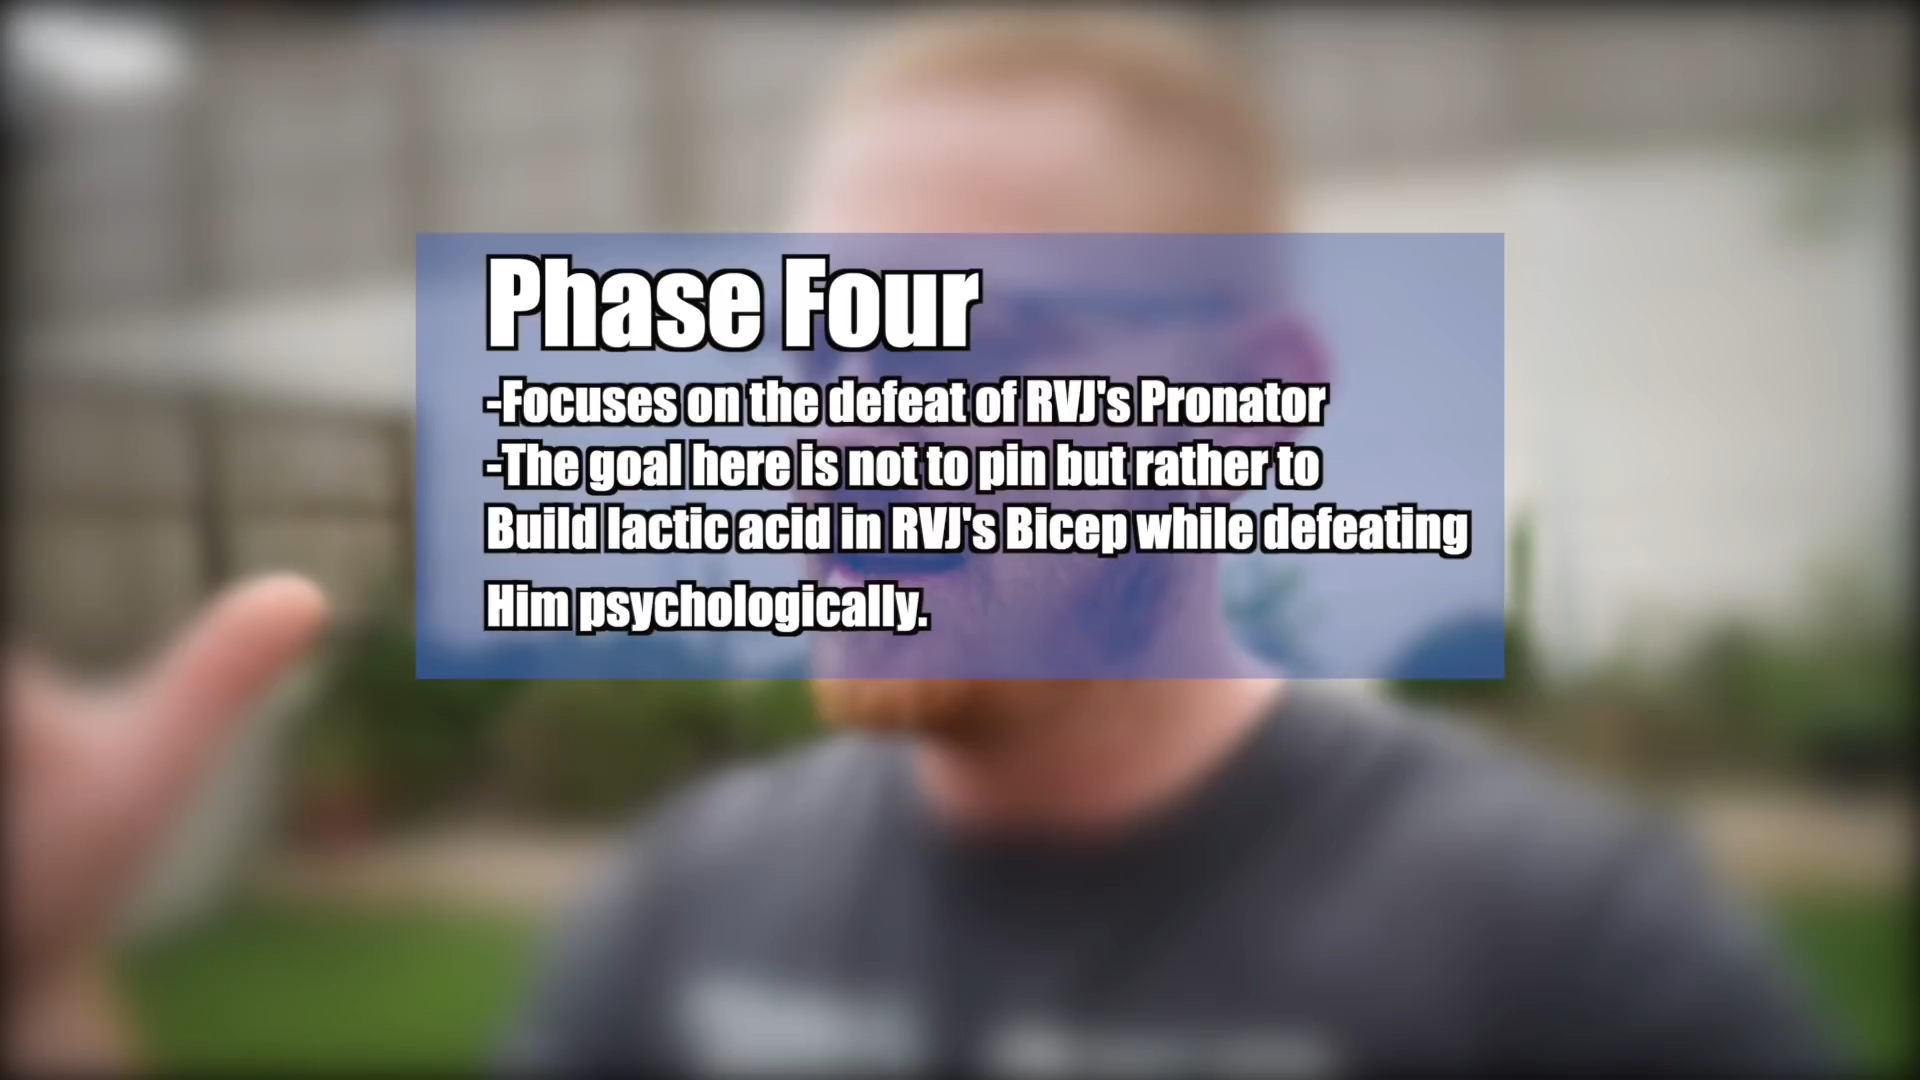 Phase Four
-Focuses on the defeat of RVJ's Pronator
-The goal here is not to pin but rather to
Build lactic acid in RVJ's Bicep while defeating
Him psychologically.